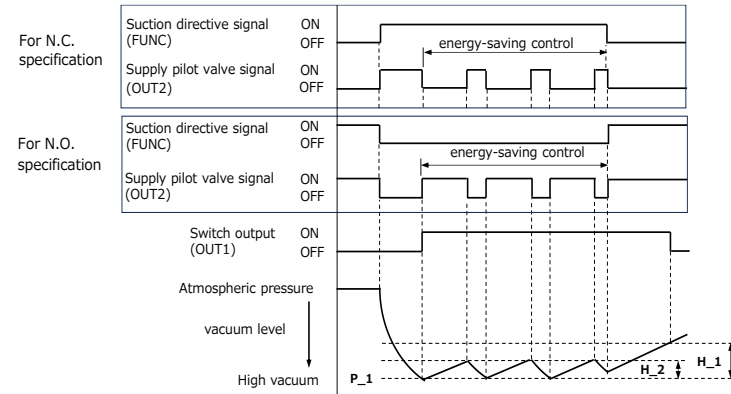 For N.C.
specification
Suction directive signal
(FUNC)
ON
OFF
energy-saving control
Supply pilot valve signal
(OUT2)
ON
OFF
For N.O.
specification
Suction directive signal
(FUNC)
ON
OFF
energy-saving control
Supply pilot valve signal
(OUT2)
ON
OFF
Switch output
(OUT1)
ON
OFF
Atmospheric pressure
vacuum level
High vacuum
P_1
H_2
H_1